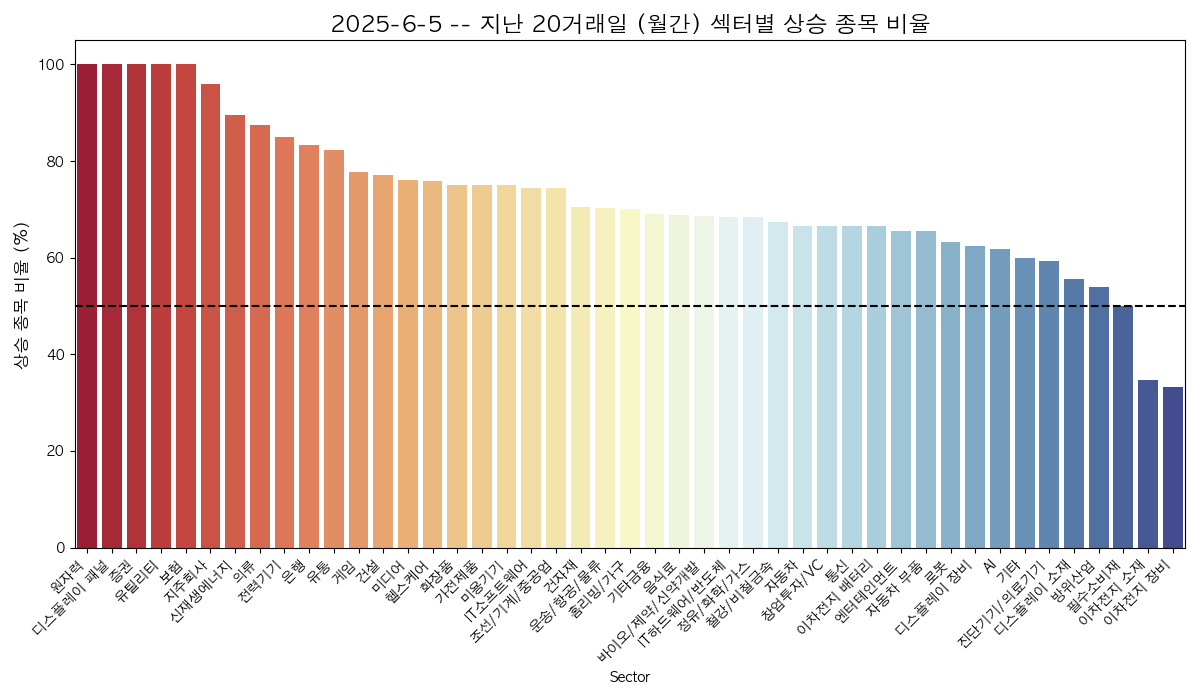 2025-6-5 -- 지난 20거래일 (월간) 섹터별 상승 종목 비율
상승 종목 비율 (%)
100
80
60
40
20
0
원자력
디스플레이 패널
증권
유틸리티
보험
지주회사
신재생에너지
의류
전력기기
은행
유통
게임
건설
미디어
헬스케어
화장품
가전제품
미용기기
IT소프트웨어
조선/기계/중공업
건자재
운송/항공/물류
홈리빙/가구
기타금융
음식료
바이오/제약/신약개발
IT하드웨어/반도체
정유/화학/가스
철강/비철금속
자동차
창업투자/VC
통신
이차전지 배터리
엔터테인먼트
자동차 부품
로봇
디스플레이 장비
AI
기타
진단기기/의료기기
디스플레이 소재
방위산업
필수소비재
이차전지 소재
이차전지 장비
Sector